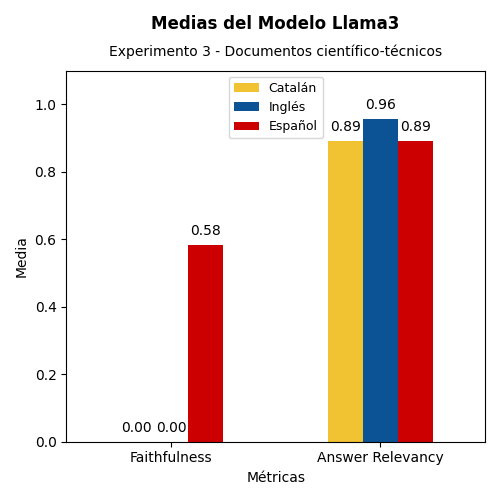 Medias del Modelo Llama3
Experimento 3 - Documentos científico-técnicos
Catalán
Inglés
Español
Media
1.0
0.8
0.6
0.4
0.2
0.0
0.00 0.00 0.58
0.89 0.96 0.89
Faithfulness Answer Relevancy
Métricas